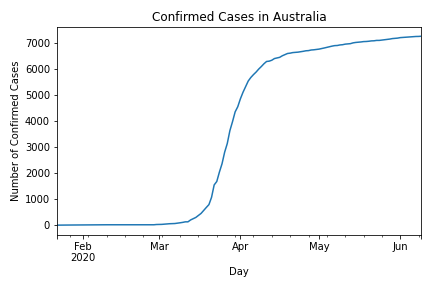 Confirmed Cases in Australia
Number of Confirmed Cases
7000
6000
5000
4000
3000
2000
1000
0
Feb Mar Apr May Jun
2020
Day